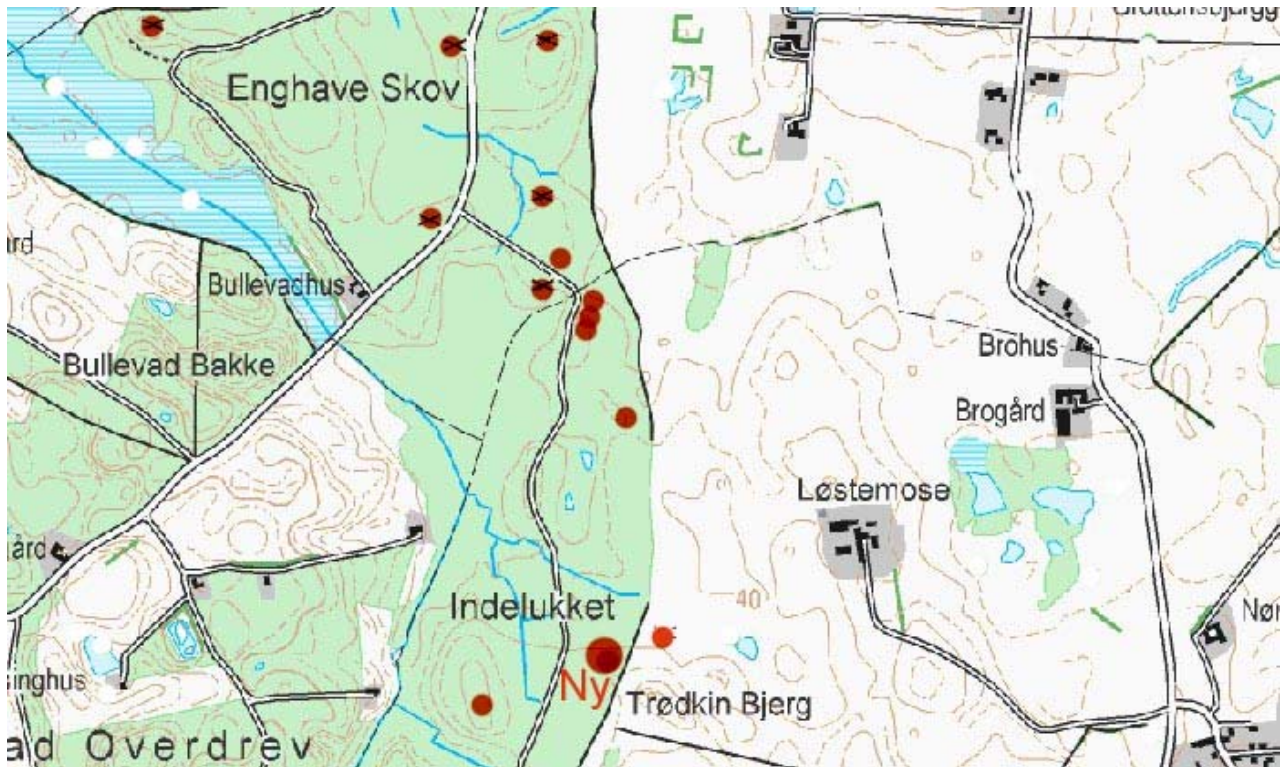 Enghave Skov
Bullevadhus
Bullevad Bakke
Brohus
Brogård
Løstemose
Indelukket
40
Ny
Trødkin Bjerg
ad Overdrev